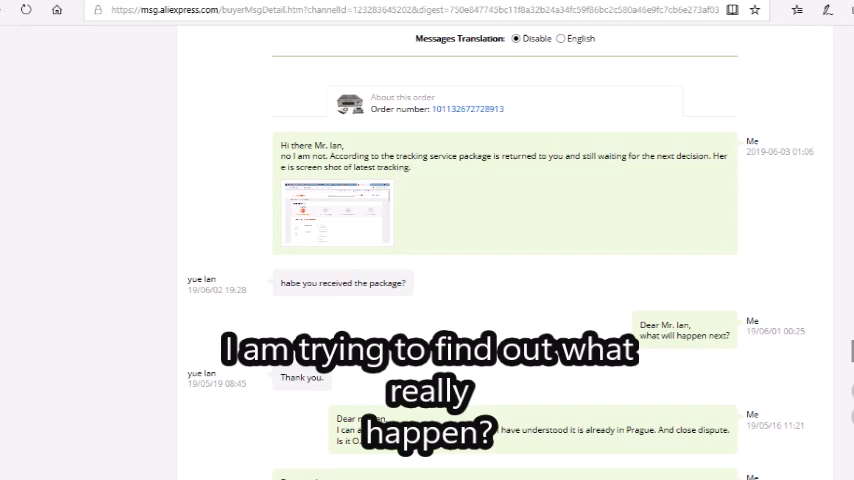 https://msg.aliexpress.com/buyerMsgDetail.htm?channelId=123283645202&digest=750e847745bc11f8a32b24a34fc59f86bc2c580a46e9fc7cb6e273af03
Messages Translation: Disable English
About this order
Order number: 101132672728913
Hi there Mr. Ian,
no I am not. According to the tracking service package is returned to you and still waiting for the next decision. Her
e is screen shot of latest tracking.
Me
2019-06-03 01:06
yue lan
19/06/02 19:28
habe you received the package?
Dear Mr. Ian,
what will happen next?
Me
19/06/01 00:25
I am trying to find out what
really
happen?
yue lan
19/05/19 08:45
Thank you.
Dear
I can have understood it is already in Prague. And close dispute.
Is it O.
Me
19/05/16 11:21
Me